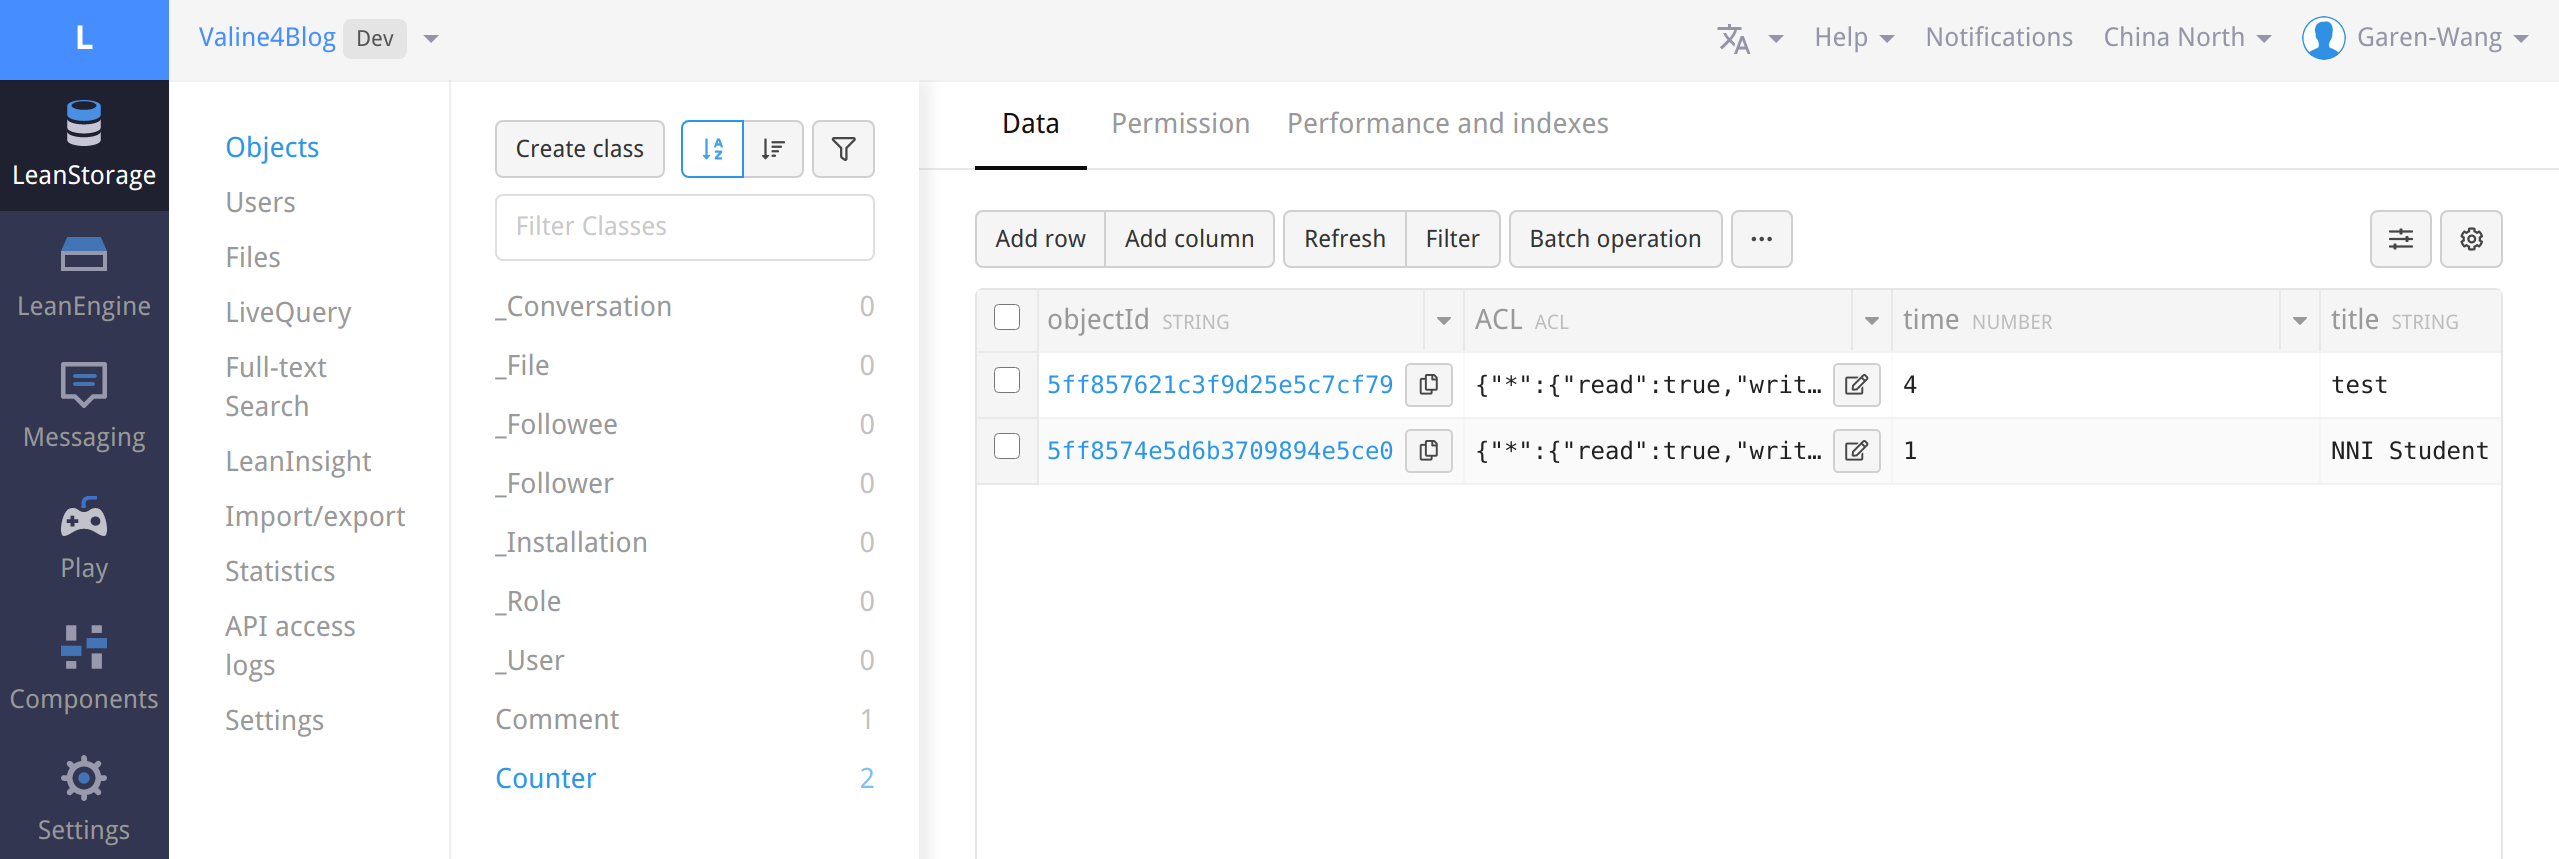 L
Valine4Blog Dev
Help
Notifications
China North
Garen-Wang
LeanStorage
LeanEngine
Messaging
Play
Components
Settings
Objects
Users
Files
LiveQuery
Full-text
Search
LeanInsight
Import/export
Statistics
API access
logs
Settings
Create class
Filter Classes
_Conversation 0
_File 0
_Followee 0
_Follower 0
_Installation 0
_Role 0
_User 0
Comment 1
Counter 2
Data Permission Performance and indexes
Add row Add column Refresh Filter Batch operation ...
objectId STRING ACL ACL time NUMBER title STRING
5ff857621c3f9d25e5c7cf79 {"*":{"read":true,"writ… 4 test
5ff8574e5d6b3709894e5ce0 {"*":{"read":true,"writ… 1 NNI Student